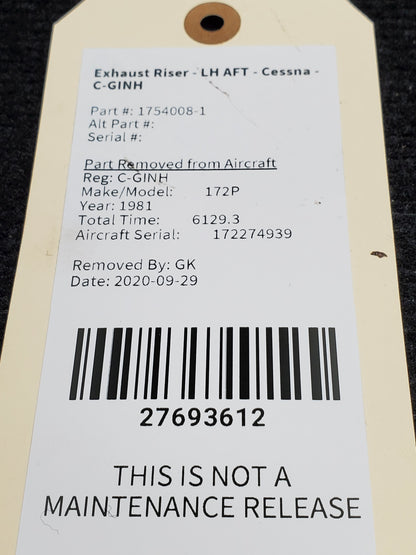 Exhaust Riser - LH AFT - Cessna -
C-GINH
Part #: 1754008-1
Alt Part #:
Serial #:
Part Removed from Aircraft
Reg: C-GINH
Make/Model: 172P
Year: 1981
Total Time: 6129.3
Aircraft Serial: 172274939
Removed By: GK
Date: 2020-09-29
27693612
THIS IS NOT A
MAINTENANCE RELEASE